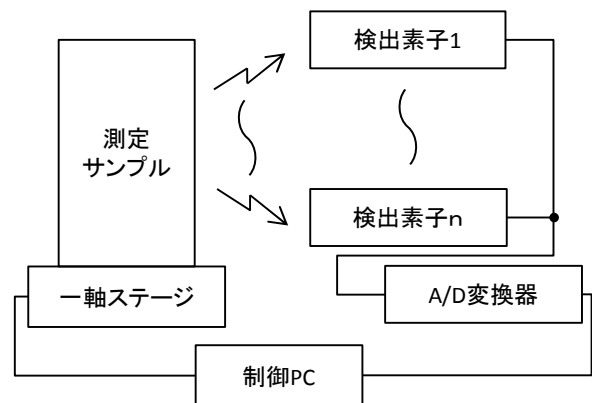 検出素子1
測定
サンプル
検出素子n
一軸ステージ
A/D変換器
制御PC